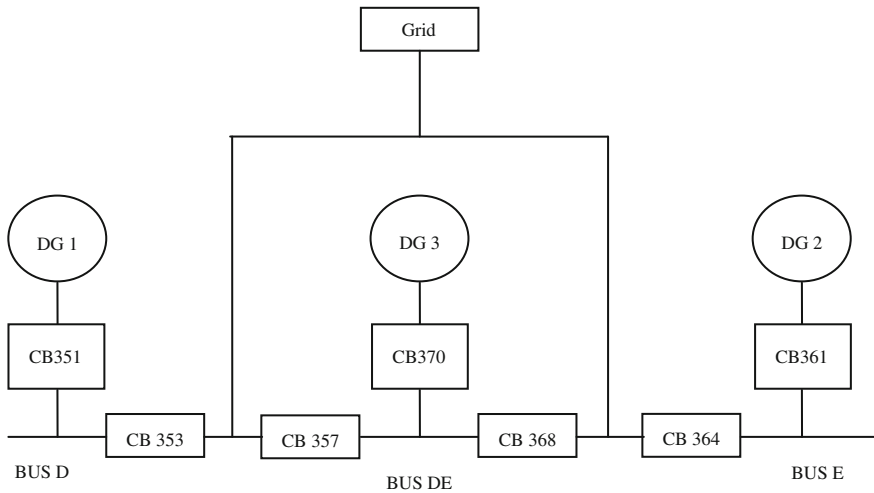 Grid
DG 1
DG 3
DG 2
CB351
CB370
CB361
CB 353
CB 357
CB 368
CB 364
BUS D
BUS DE
BUS E